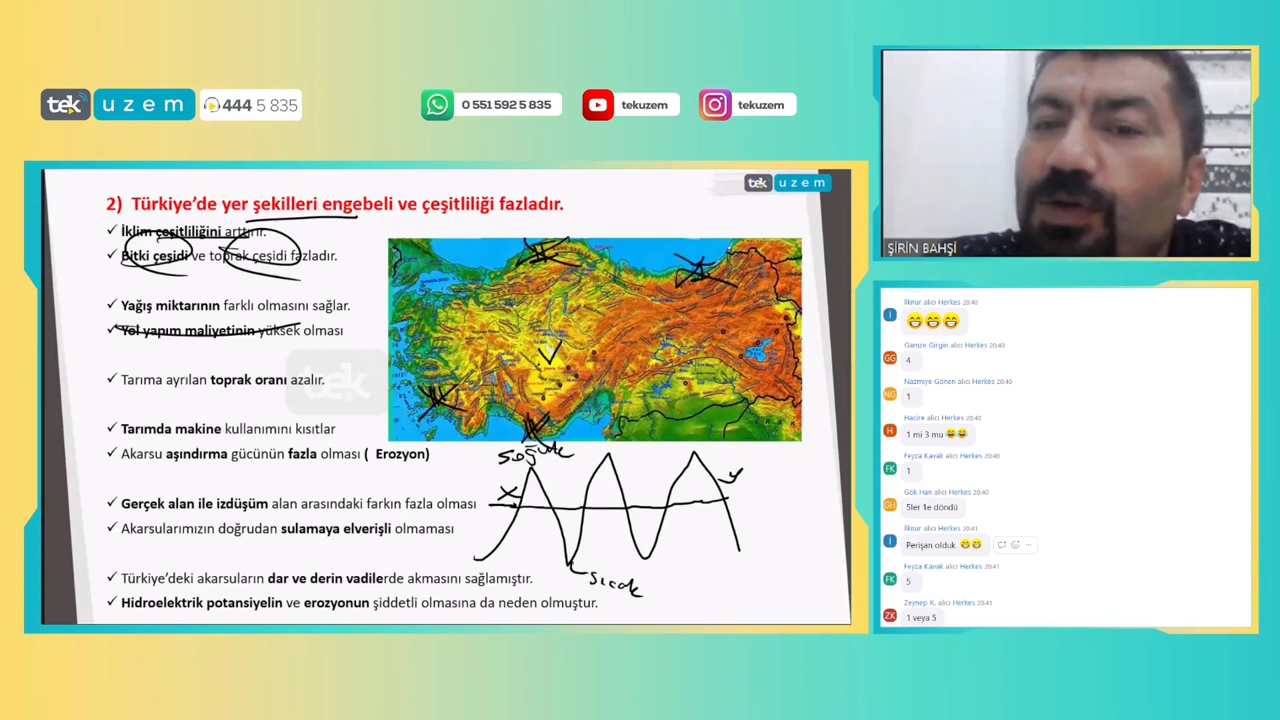 tek uzem 444 5 835
0 551 592 5 835
tekuzem
tekuzem
tek uzem
2) Türkiye’de yer şekilleri engebeli ve çeşitliliği fazladır.
✓ İklim çeşitliliğini arttırır.
✓ Bitki çeşidi ve toprak çeşidi fazladır.
✓ Yağış miktarının farklı olmasını sağlar.
✓ Yol yapım maliyetinin yüksek olması
✓ Tarıma ayrılan toprak oranı azalır.
✓ Tarımda makine kullanımını kısıtlar
✓ Akarsu aşındırma gücünün fazla olması ( Erozyon)
✓ Gerçek alan ile izdüşüm alan arasındaki farkın fazla olması
✓ Akarsularımızın doğrudan sulamaya elverişli olmaması
✓ Türkiye’deki akarsuların dar ve derin vadilerde akmasını sağlamıştır.
✓ Hidroelektrik potansiyelin ve erozyonun şiddetli olmasına da neden olmuştur.
tek
soğuk
x
y
sıcak
ŞİRİN BAHŞİ
İlknur alıcı Herkes 20:40
I
😁😁😁
Gamze Girgin alıcı Herkes 20:40
GG
4
Nazmiye Gönen alıcı Herkes 20:40
NG
1
Hacire alıcı Herkes 20:40
H
1 mi 3 mu 😂😂
Feyza Kavak alıcı Herkes 20:40
FK
1
Gök Han alıcı Herkes 20:40
GH
5ler 1e döndü
İlknur alıcı Herkes 20:41
I
Perişan olduk 😁😁
Feyza Kavak alıcı Herkes 20:41
FK
5
Zeynep K. alıcı Herkes 20:41
ZK
1 veya 5